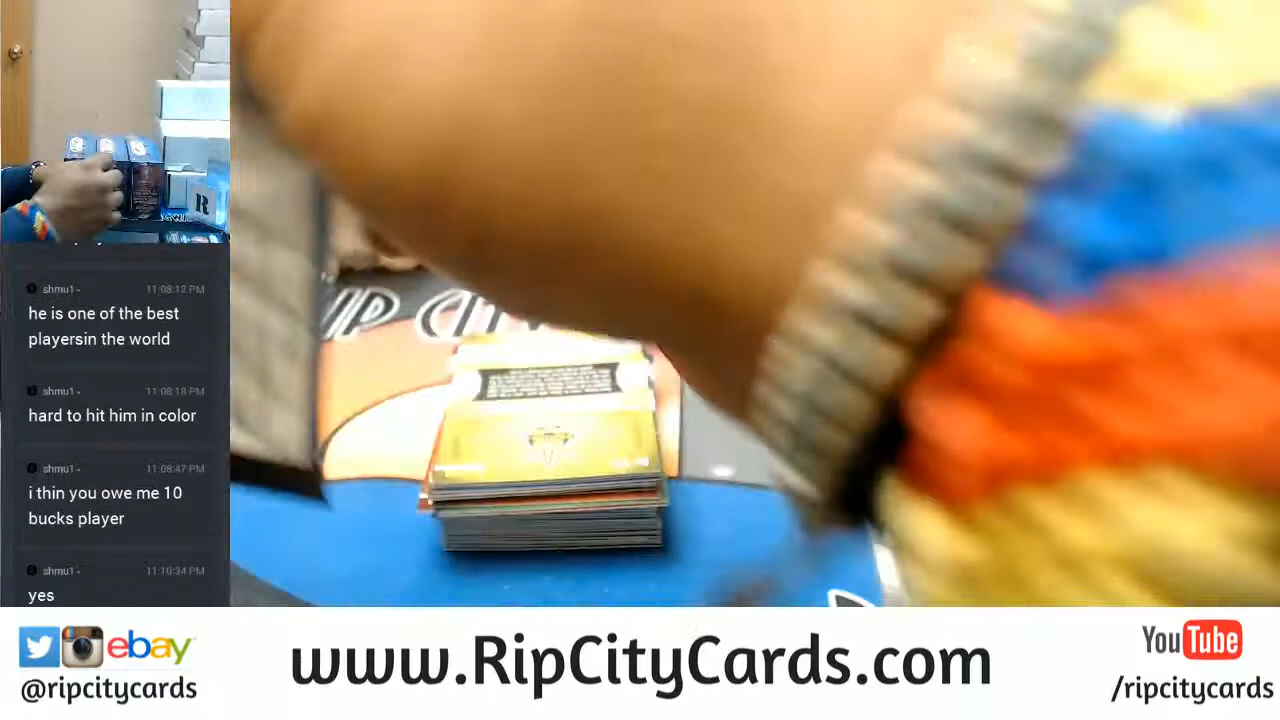 R
shmu1 11:08:12 PM
he is one of the best
playersin the world
shmu1 11:08:18 PM
hard to hit him in color
shmu1 11:08:47 PM
i thin you owe me 10
bucks player
shmu1 11:10:34 PM
yes
IP CIT
ebay
@ripcitycards
www.RipCityCards.com
YouTube
/ripcitycards